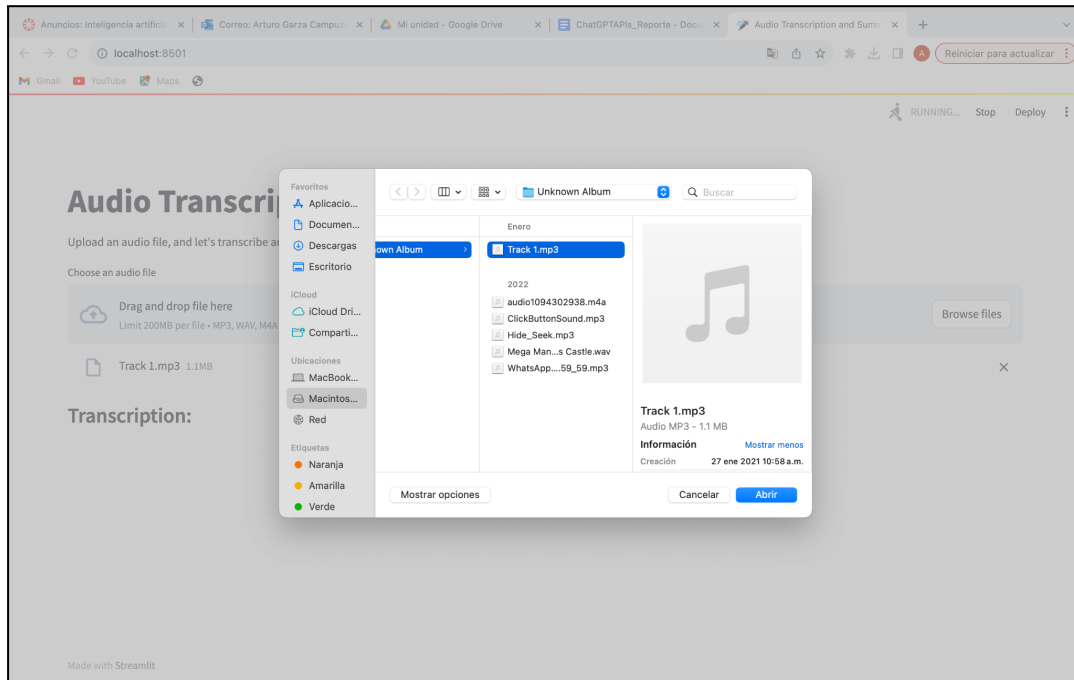 Anuncios: Inteligencia artificia
Correo: Arturo Garza Campuz
Mi unidad - Google Drive
ChatGPTAPIs_Reporte - Docu
Audio Transcription and Summ
localhost:8501
A
Reiniciar para actualizar
Gmail
YouTube
Maps
RUNNING...
Stop
Deploy
Audio Transcrip
Upload an audio file, and let's transcribe a
Choose an audio file
Drag and drop file here
Limit 200MB per file • MP3, WAV, M4A
Browse files
Track 1.mp3 1.1MB
Transcription:
Made with Streamlit
Favoritos
Aplicacio...
Documen...
Descargas
Escritorio
iCloud
iCloud Dri...
Comparti...
Ubicaciones
MacBook...
Macintos...
Red
Etiquetas
Naranja
Amarilla
Verde
Unknown Album
Buscar
own Album
Enero
Track 1.mp3
2022
audio1094302938.m4a
ClickButtonSound.mp3
Hide_Seek.mp3
Mega Man...s Castle.wav
WhatsApp....59_59.mp3
Track 1.mp3
Audio MP3 - 1.1 MB
Información
Mostrar menos
Creación
27 ene 2021 10:58 a.m.
Mostrar opciones
Cancelar
Abrir